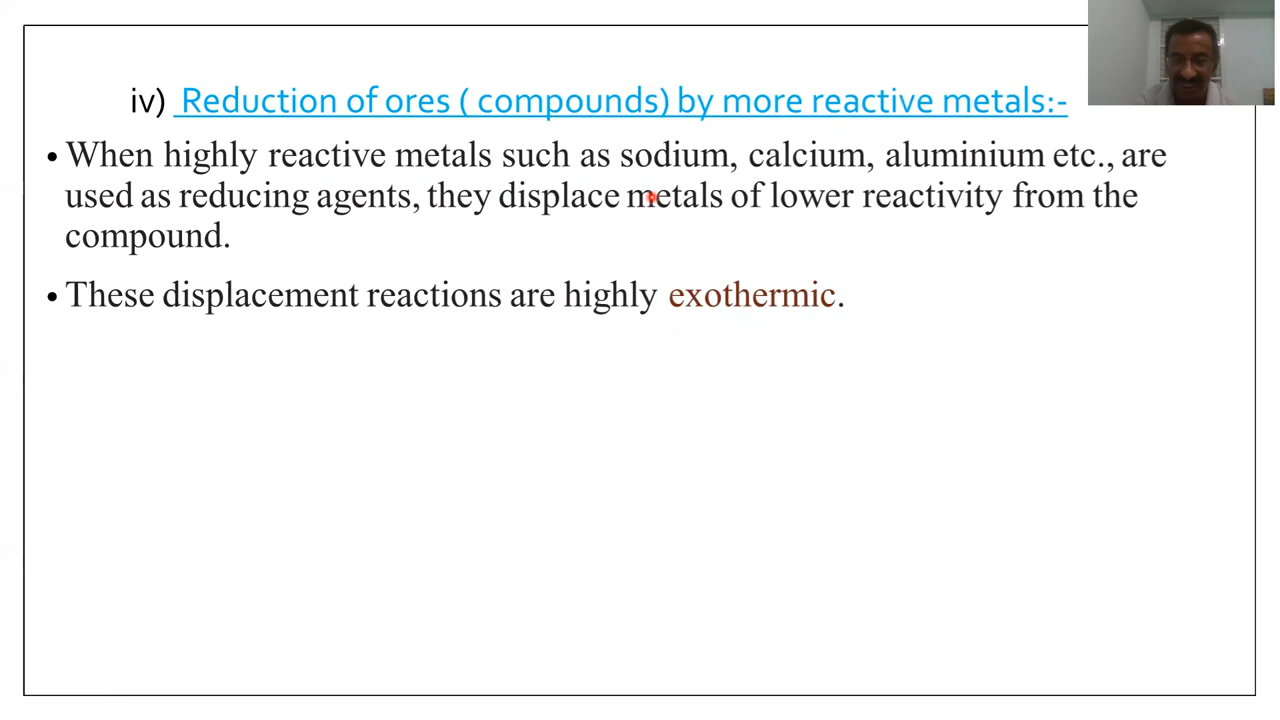 iv) Reduction of ores ( compounds) by more reactive metals:-
• When highly reactive metals such as sodium, calcium, aluminium etc., are
used as reducing agents, they displace metals of lower reactivity from the
compound.
• These displacement reactions are highly exothermic.